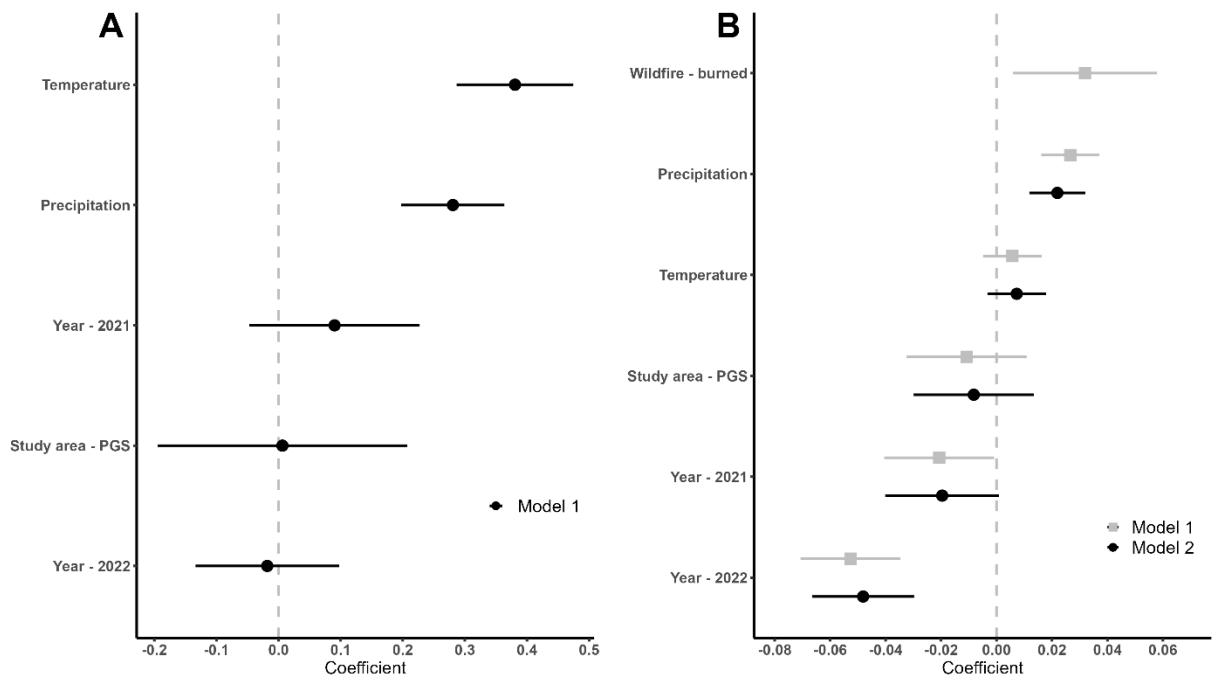 A
Temperature
Precipitation
Year - 2021
Study area - PGS
Year - 2022
Model 1
-0.2 -0.1 0.0 0.1 0.2 0.3 0.4 0.5
Coefficient
B
Wildfire - burned
Precipitation
Temperature
Study area - PGS
Year - 2021
Year - 2022
Model 1
Model 2
-0.08 -0.06 -0.04 -0.02 0.00 0.02 0.04 0.06
Coefficient